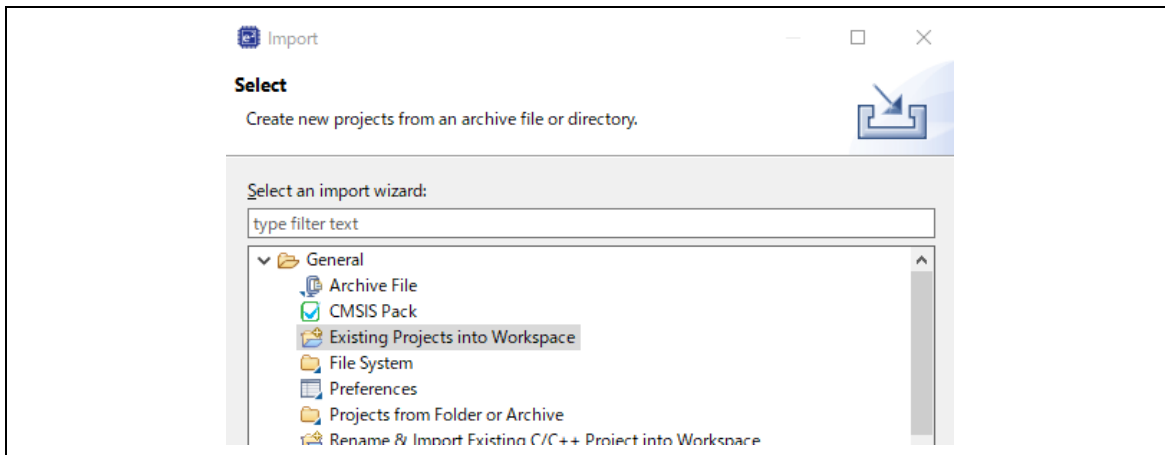 Import
Select
Create new projects from an archive file or directory.
Select an import wizard:
type filter text
General
Archive File
CMSIS Pack
Existing Projects into Workspace
File System
Preferences
Projects from Folder or Archive
Rename & Import Existing C/C++ Project into Workspace